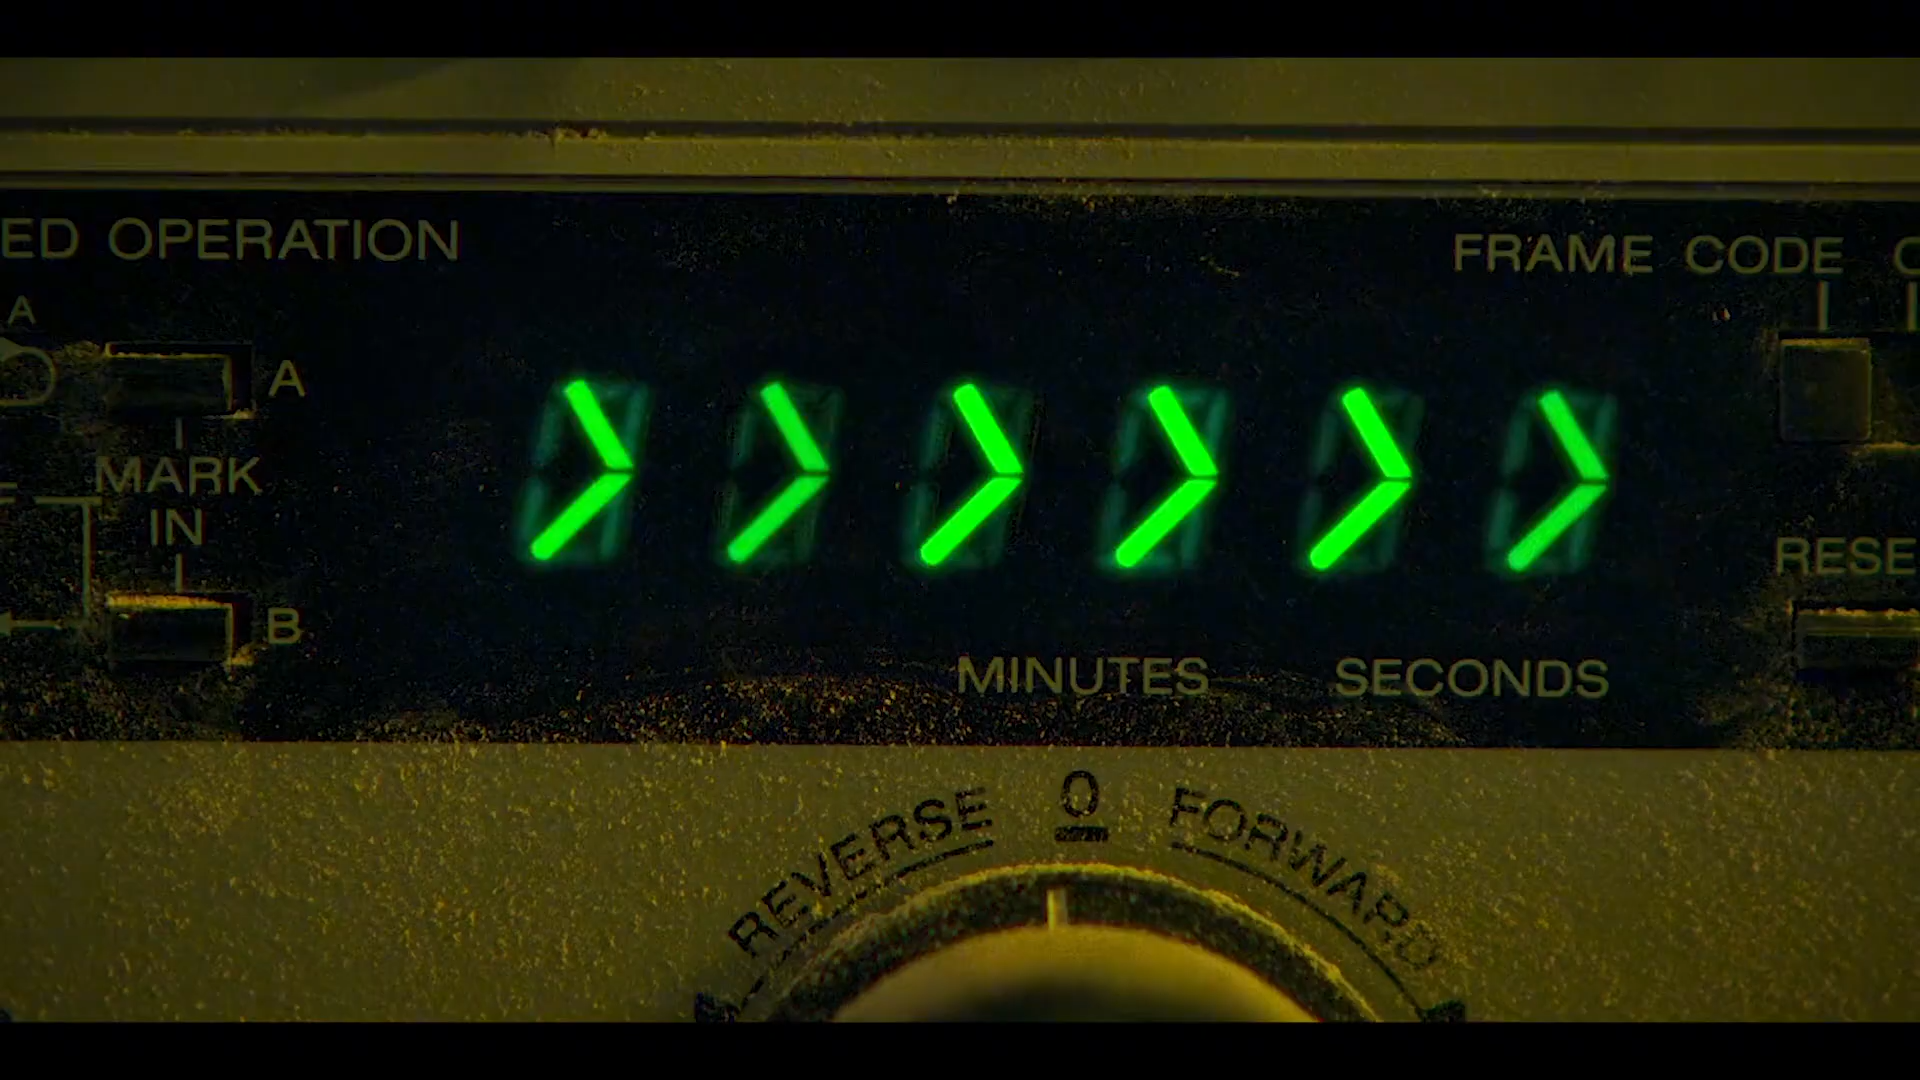 ED OPERATION
FRAME CODE
A
A
MARK
IN
B
> > > > > >
RESE
MINUTES SECONDS
REVERSE 0 FORWARD